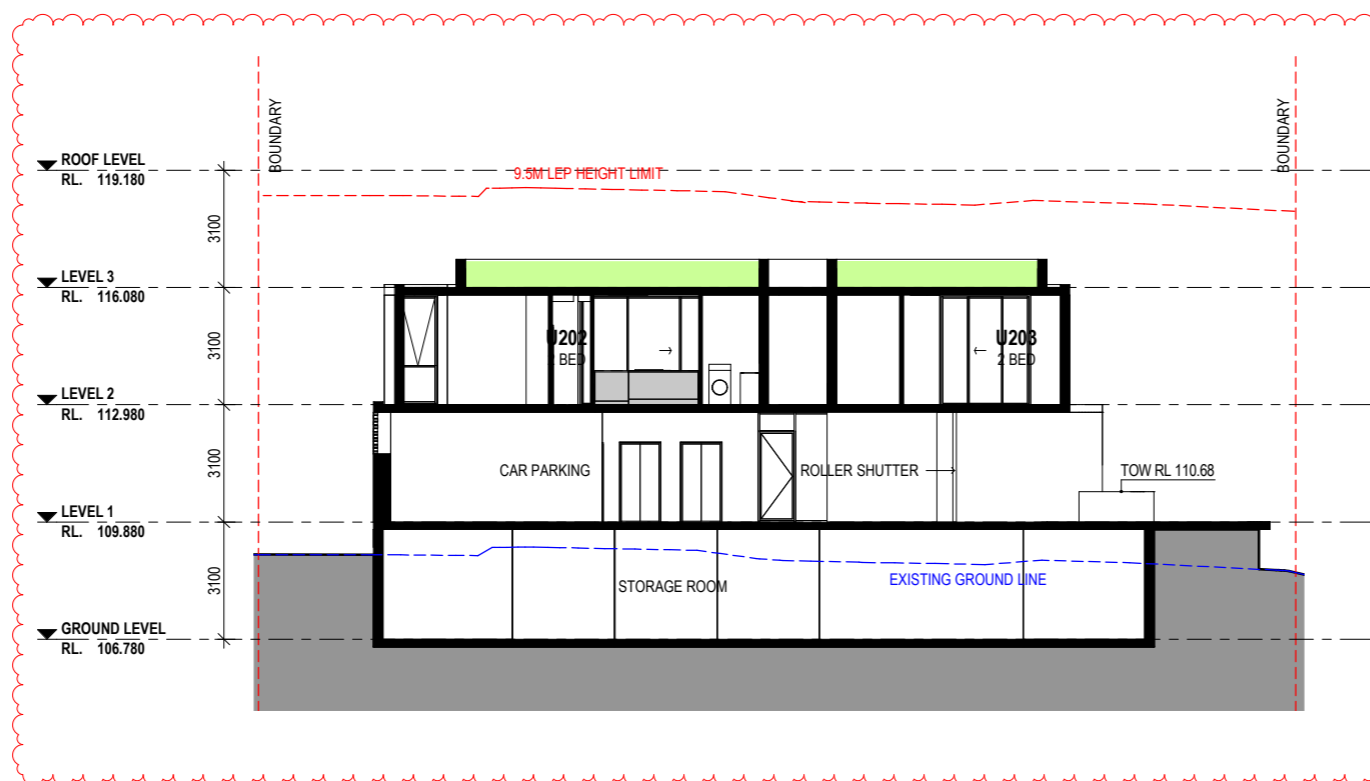 BOUNDARY
BOUNDARY
ROOF LEVEL
RL. 119.180
9.5M LEP HEIGHT LIMIT
3100
LEVEL 3
RL. 116.080
3100
U202
2 BED
U203
2 BED
LEVEL 2
RL. 112.980
3100
CAR PARKING
ROLLER SHUTTER
TOW RL 110.68
LEVEL 1
RL. 109.880
3100
STORAGE ROOM
EXISTING GROUND LINE
GROUND LEVEL
RL. 106.780